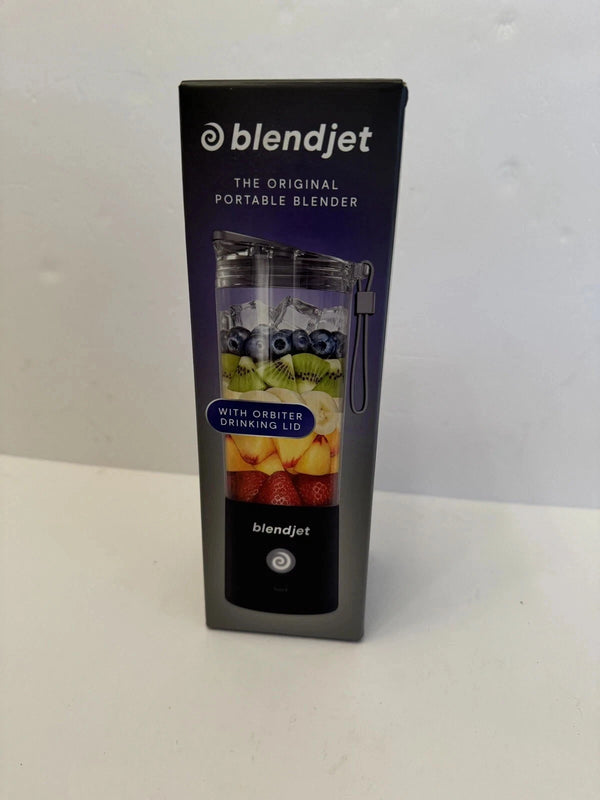 blendjet
THE ORIGINAL
PORTABLE BLENDER
WITH ORBITER
DRINKING LID
blendjet